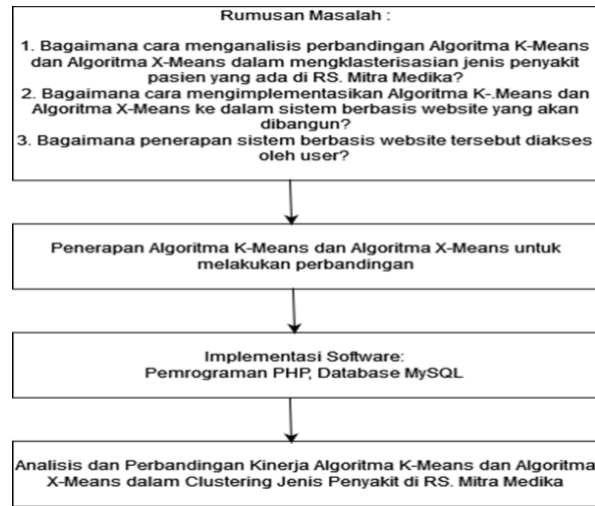 Rumusan Masalah :
1. Bagaimana cara menganalisis perbandingan Algoritma K-Means
dan Algoritma X-Means dalam mengklasterisasian jenis penyakit
pasien yang ada di RS. Mitra Medika?
2. Bagaimana cara mengimplementasikan Algoritma K-.Means dan
Algoritma X-Means ke dalam sistem berbasis website yang akan
dibangun?
3. Bagaimana penerapan sistem berbasis website tersebut diakses
oleh user?
Penerapan Algoritma K-Means dan Algoritma X-Means untuk
melakukan perbandingan
Implementasi Software:
Pemrograman PHP, Database MySQL
Analisis dan Perbandingan Kinerja Algoritma K-Means dan Algoritma
X-Means dalam Clustering Jenis Penyakit di RS. Mitra Medika